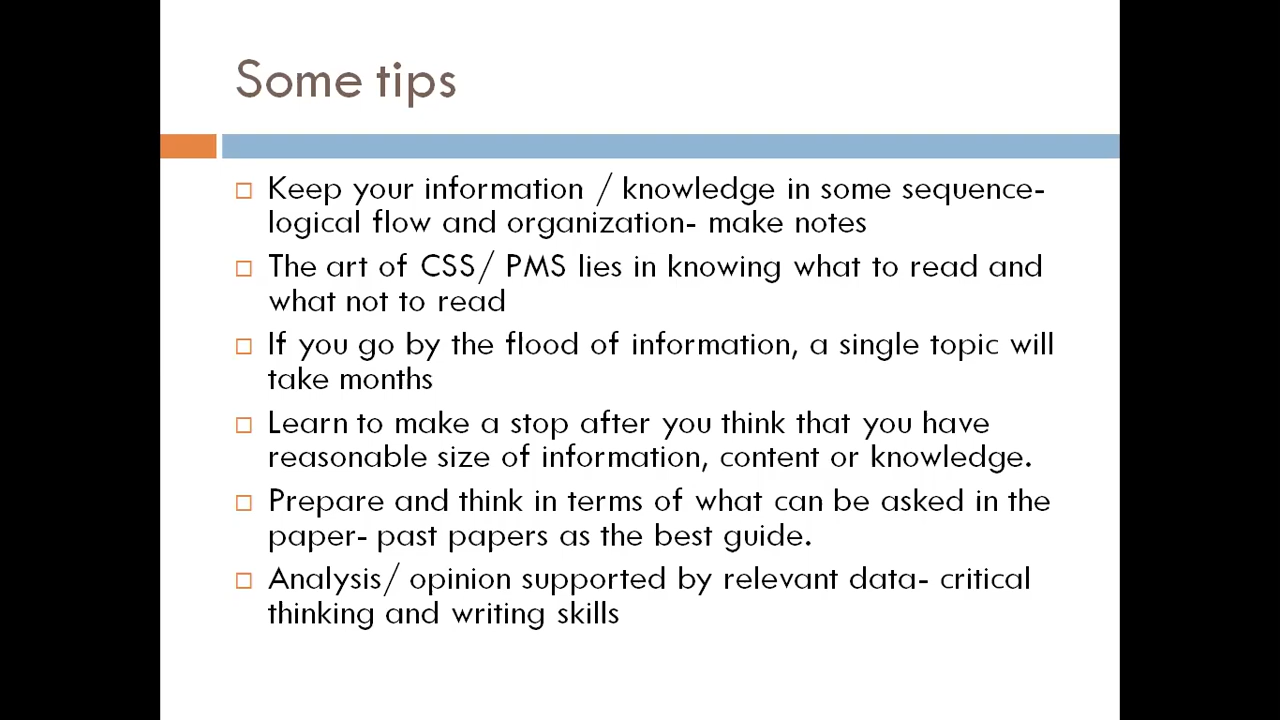 Some tips
Keep your information / knowledge in some sequence-
logical flow and organization- make notes
The art of CSS/ PMS lies in knowing what to read and
what not to read
If you go by the flood of information, a single topic will
take months
Learn to make a stop after you think that you have
reasonable size of information, content or knowledge.
Prepare and think in terms of what can be asked in the
paper- past papers as the best guide.
Analysis/ opinion supported by relevant data- critical
thinking and writing skills